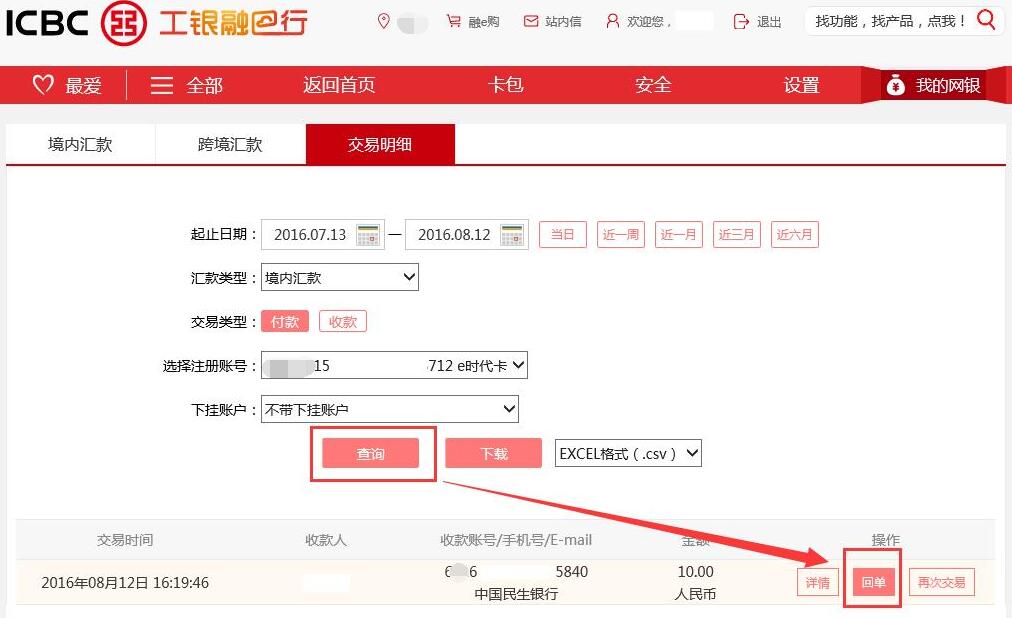 ICBC 工银融e行
融e购 站内信 欢迎您， 退出 找功能，找产品，点我！
最爱 全部 返回首页 卡包 安全 设置 我的网银
境内汇款 跨境汇款 交易明细
起止日期： 2016.07.13 — 2016.08.12 当日 近一周 近一月 近三月 近六月
汇款类型： 境内汇款
交易类型： 付款 收款
选择注册账号： 15 712 e时代卡
下挂账户： 不带下挂账户
查询 下载 EXCEL格式（.csv）
交易时间 收款人 收款账号/手机号/E-mail 金额 操作
2016年08月12日 16:19:46 6 6 5840 10.00 详情 回单 再次交易
中国民生银行 人民币